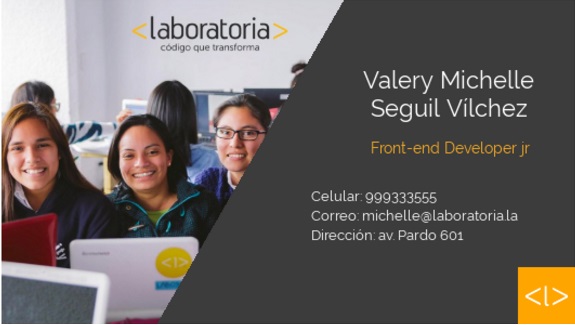 <laboratoria>
código que transforma
Valery Michelle
Seguil Vílchez
Front-end Developer jr
Celular: 999333555
Correo: michelle@laboratoria.la
Dirección: av. Pardo 601
<l>
<l>